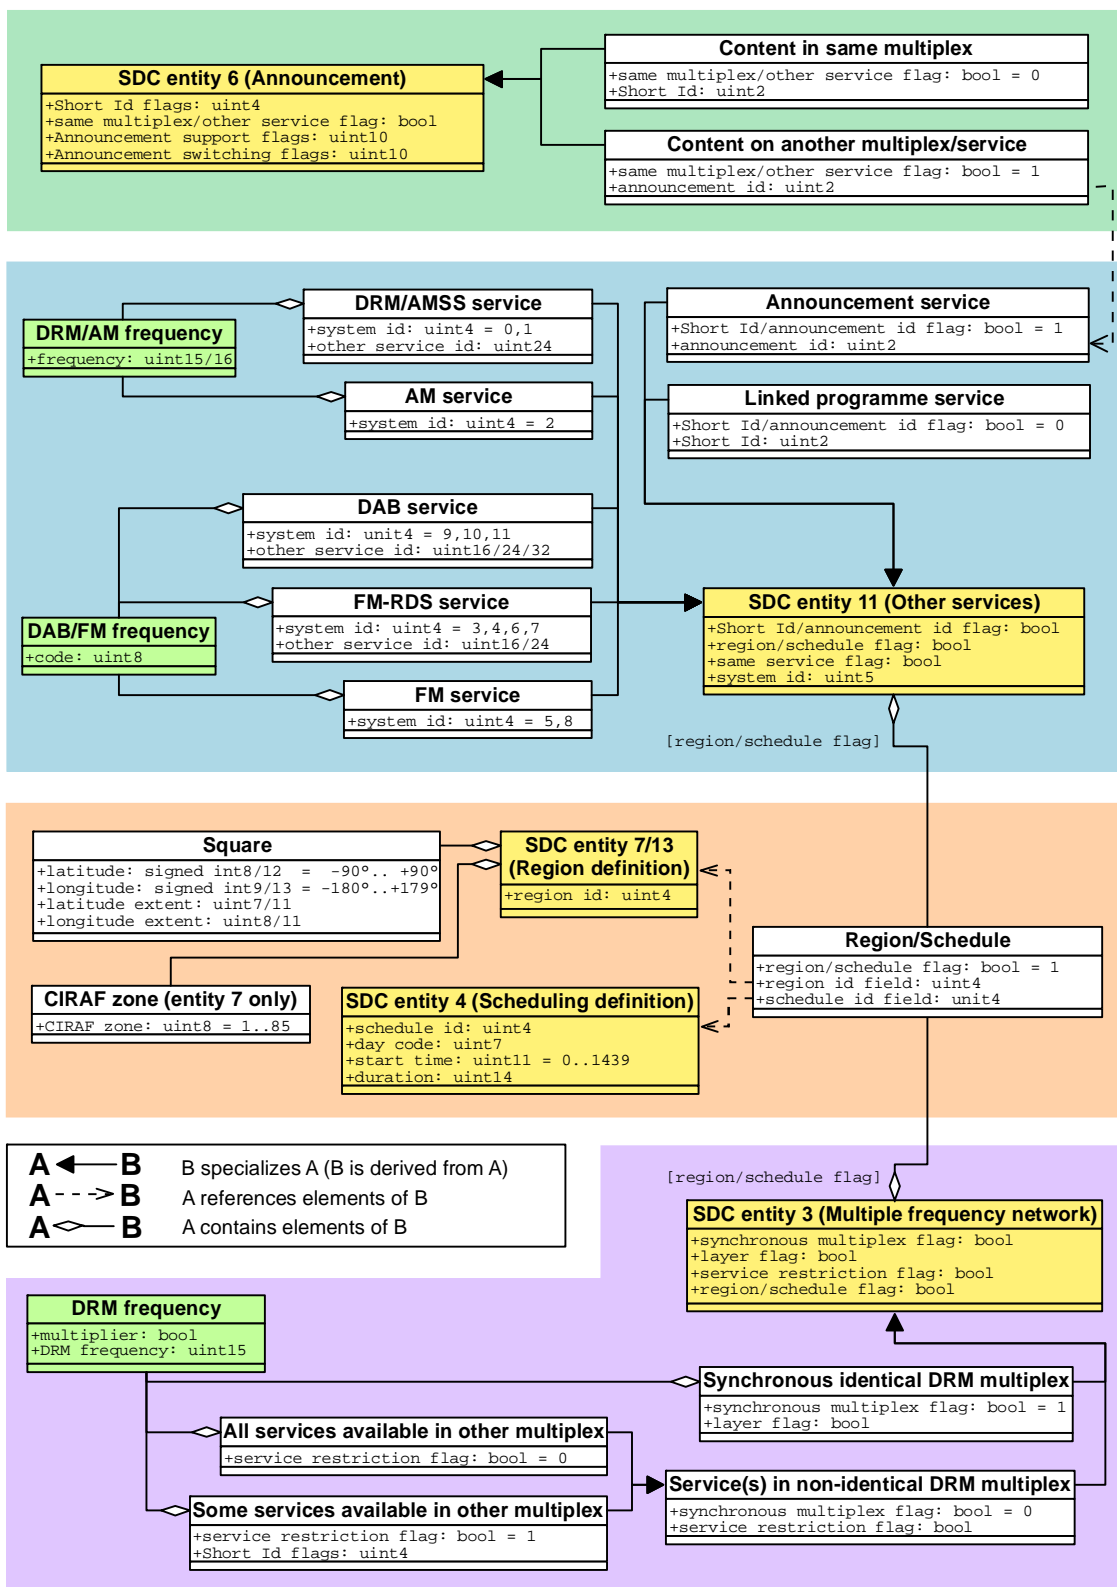 SDC entity 6 (Announcement)
+Short Id flags: uint4
+same multiplex/other service flag: bool
+Announcement support flags: uint10
+Announcement switching flags: uint10
Content in same multiplex
+same multiplex/other service flag: bool = 0
+Short Id: uint2
Content on another multiplex/service
+same multiplex/other service flag: bool = 1
+announcement id: uint2
DRM/AM frequency
+frequency: uint15/16
DRM/AMSS service
+system id: uint4 = 0,1
+other service id: uint24
AM service
+system id: uint4 = 2
Announcement service
+Short Id/announcement id flag: bool = 1
+announcement id: uint2
Linked programme service
+Short Id/announcement id flag: bool = 0
+Short Id: uint2
DAB service
+system id: unit4 = 9,10,11
+other service id: uint16/24/32
FM-RDS service
+system id: uint4 = 3,4,6,7
+other service id: uint16/24
DAB/FM frequency
+code: uint8
FM service
+system id: uint4 = 5,8
SDC entity 11 (Other services)
+Short Id/announcement id flag: bool
+region/schedule flag: bool
+same service flag: bool
+system id: uint5
[region/schedule flag]
Square
+latitude: signed int8/12 = -90°.. +90°
+longitude: signed int9/13 = -180°..+179°
+latitude extent: uint7/11
+longitude extent: uint8/11
SDC entity 7/13
(Region definition)
+region id: uint4
CIRAF zone (entity 7 only)
+CIRAF zone: uint8 = 1..85
SDC entity 4 (Scheduling definition)
+schedule id: uint4
+day code: uint7
+start time: uint11 = 0..1439
+duration: uint14
Region/Schedule
+region/schedule flag: bool = 1
+region id field: uint4
+schedule id field: unit4
A B B specializes A (B is derived from A)
A B A references elements of B
A B A contains elements of B
[region/schedule flag]
SDC entity 3 (Multiple frequency network)
+synchronous multiplex flag: bool
+layer flag: bool
+service restriction flag: bool
+region/schedule flag: bool
DRM frequency
+multiplier: bool
+DRM frequency: uint15
Synchronous identical DRM multiplex
+synchronous multiplex flag: bool = 1
+layer flag: bool
All services available in other multiplex
+service restriction flag: bool = 0
Service(s) in non-identical DRM multiplex
+synchronous multiplex flag: bool = 0
+service restriction flag: bool
Some services available in other multiplex
+service restriction flag: bool = 1
+Short Id flags: uint4